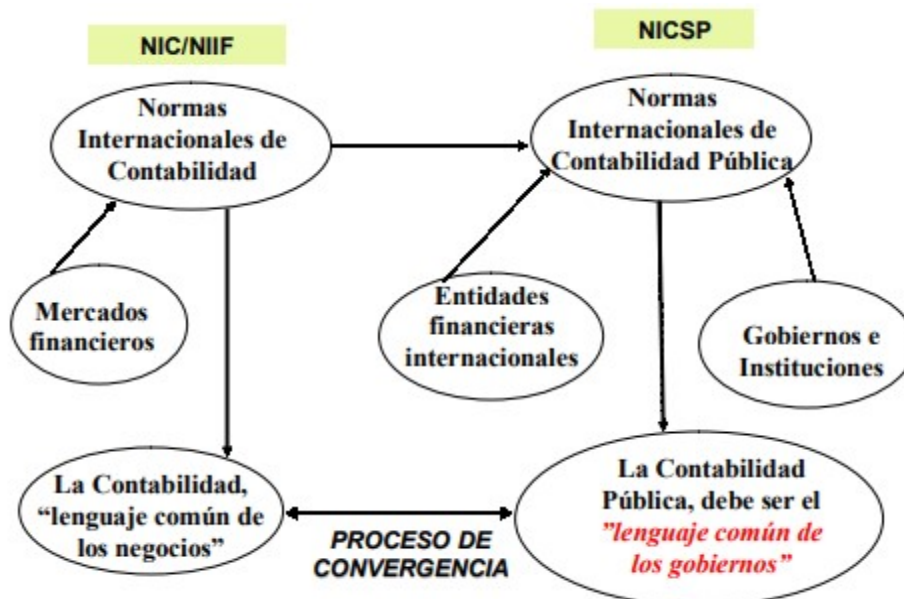 NIC/NIIF
NICSP
Normas
Internacionales de
Contabilidad
Normas
Internacionales de
Contabilidad Pública
Mercados
financieros
Entidades
financieras
internacionales
Gobiernos e
Instituciones
La Contabilidad,
“lenguaje común de
los negocios”
PROCESO DE
CONVERGENCIA
La Contabilidad
Pública, debe ser el
”lenguaje común de
los gobiernos”